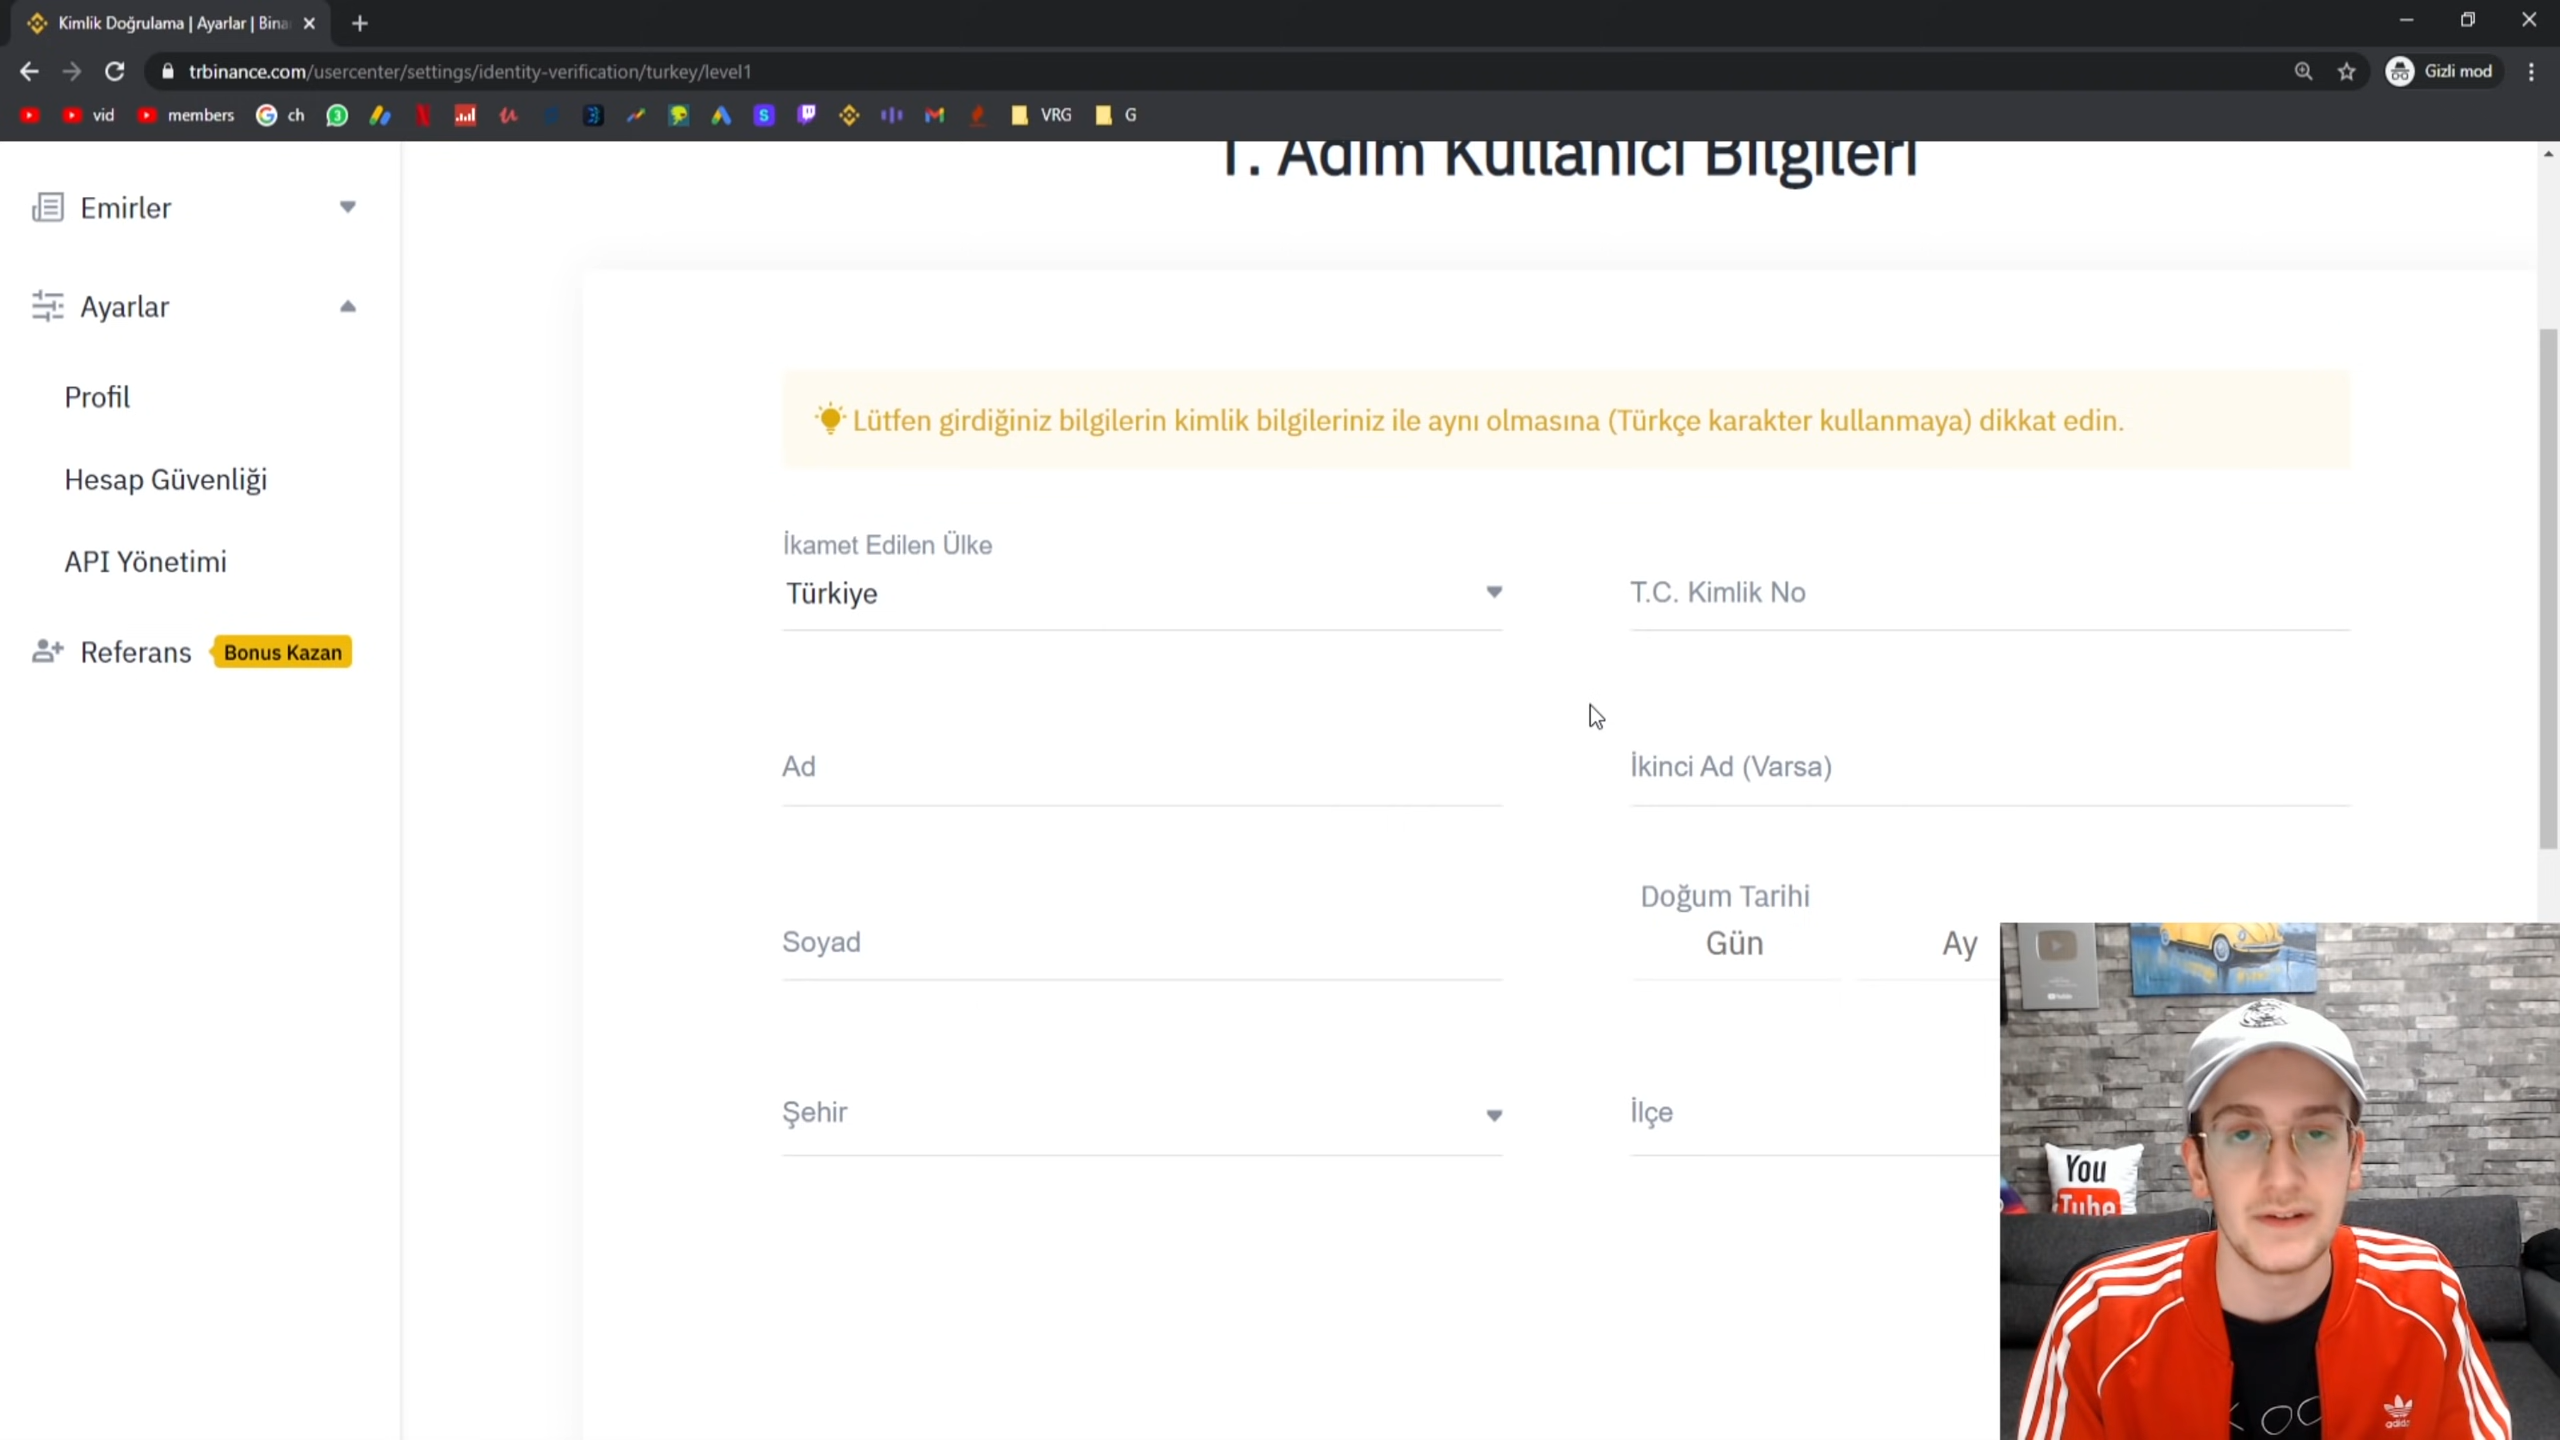 Kimlik Doğrulama | Ayarlar | Bina
trbinance.com/usercenter/settings/identity-verification/turkey/level1
Gizli mod
vid
members
ch
3
S
VRG
G
1. Adım Kullanıcı Bilgileri
Emirler
Ayarlar
Profil
Hesap Güvenliği
API Yönetimi
Referans
Bonus Kazan
Lütfen girdiğiniz bilgilerin kimlik bilgileriniz ile aynı olmasına (Türkçe karakter kullanmaya) dikkat edin.
İkamet Edilen Ülke
Türkiye
T.C. Kimlik No
Ad
İkinci Ad (Varsa)
Soyad
Doğum Tarihi
Gün
Ay
Şehir
İlçe
You
Tube
adidas